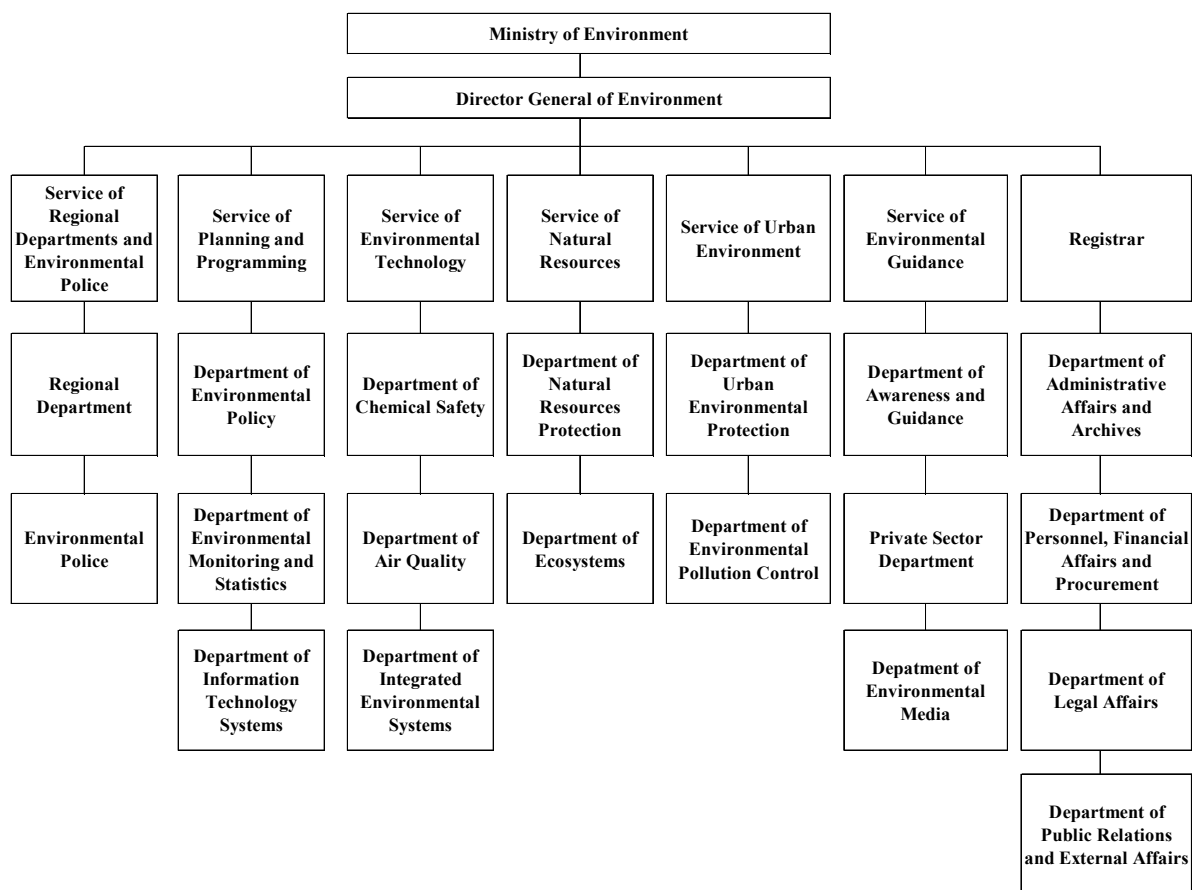 Ministry of Environment
Director General of Environment
Service of
Regional
Departments and
Environmental
Police
Service of
Planning and
Programming
Service of
Environmental
Technology
Service of
Natural
Resources
Service of Urban
Environment
Service of
Environmental
Guidance
Registrar
Regional
Department
Department of
Environmental
Policy
Department of
Chemical Safety
Department of
Natural
Resources
Protection
Department of
Urban
Environmental
Protection
Department of
Awareness and
Guidance
Department of
Administrative
Affairs and
Archives
Environmental
Police
Department of
Environmental
Monitoring and
Statistics
Department of
Air Quality
Department of
Ecosystems
Department of
Environmental
Pollution Control
Private Sector
Department
Department of
Personnel, Financial
Affairs and
Procurement
Department of
Information
Technology
Systems
Department of
Integrated
Environmental
Systems
Depatment of
Environmental
Media
Department of
Legal Affairs
Department of
Public Relations
and External Affairs